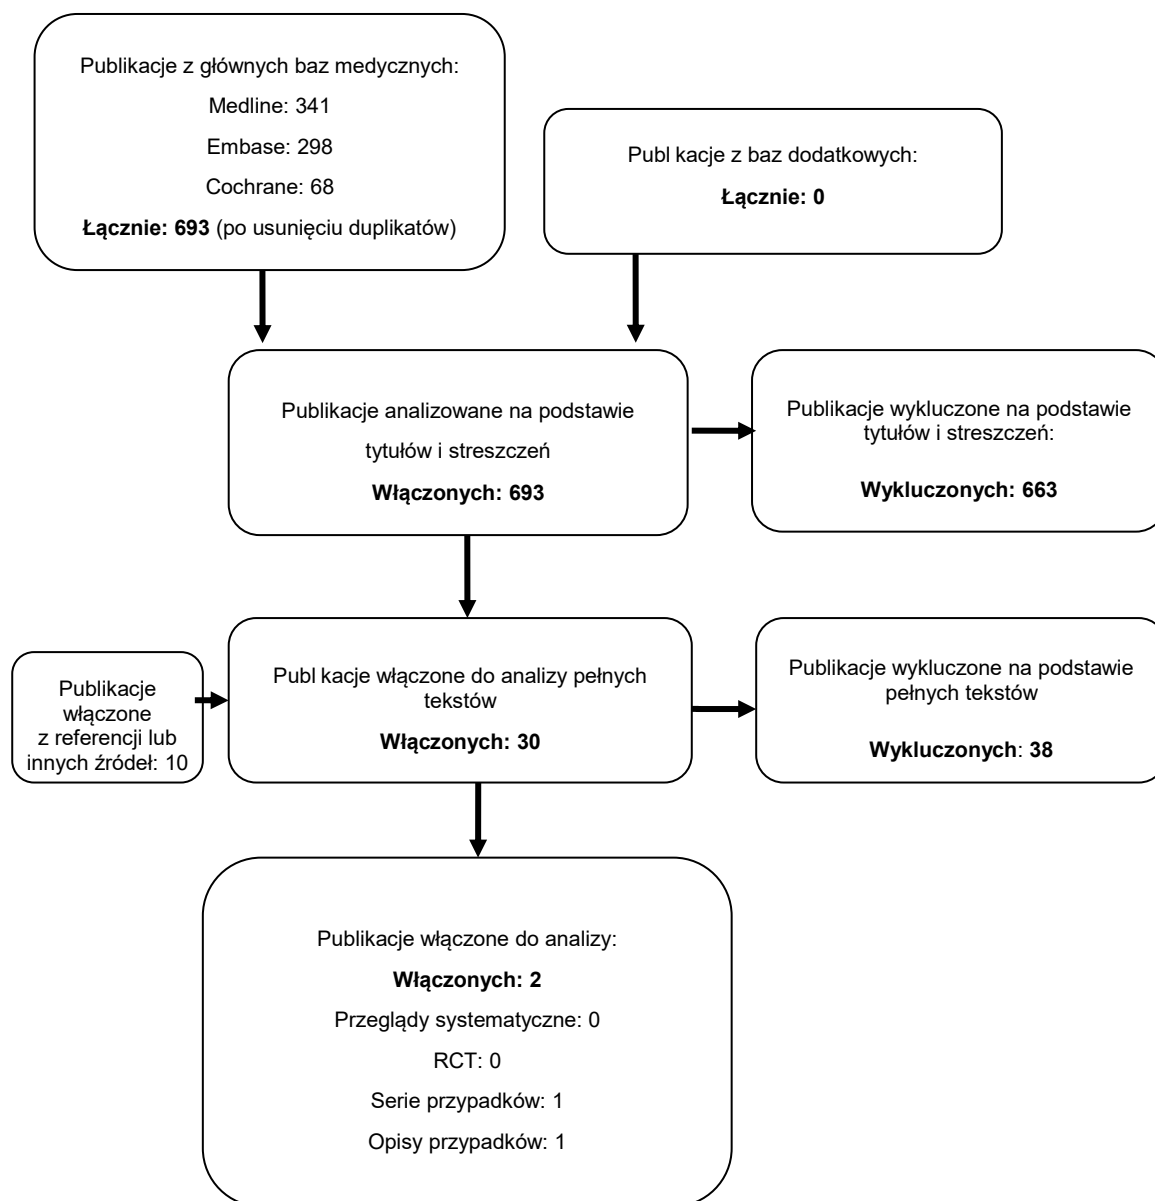 Publikacje z głównych baz medycznych:
Medline: 341
Embase: 298
Cochrane: 68
Łącznie: 693 (po usunięciu duplikatów)
Publ kacje z baz dodatkowych:
Łącznie: 0
Publikacje analizowane na podstawie
tytułów i streszczeń
Włączonych: 693
Publikacje wykluczone na podstawie
tytułów i streszczeń:
Wykluczonych: 663
Publikacje
włączone
z referencji lub
innych źródeł: 10
Publ kacje włączone do analizy pełnych
tekstów
Włączonych: 30
Publikacje wykluczone na podstawie
pełnych tekstów
Wykluczonych: 38
Publikacje włączone do analizy:
Włączonych: 2
Przeglądy systematyczne: 0
RCT: 0
Serie przypadków: 1
Opisy przypadków: 1